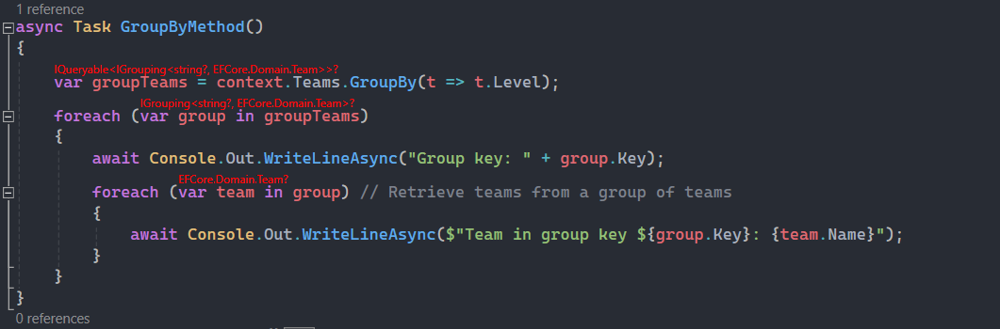 1 reference
async Task GroupByMethod()
{
IQueryable<IGrouping<string?, EFCore.Domain.Team>>?
var groupTeams = context.Teams.GroupBy(t => t.Level);
IGrouping<string?, EFCore.Domain.Team>?
foreach (var group in groupTeams)
{
await Console.Out.WriteLineAsync("Group key: " + group.Key);
EFCore.Domain.Team?
foreach (var team in group) // Retrieve teams from a group of teams
{
await Console.Out.WriteLineAsync($"Team in group key ${group.Key}: {team.Name}");
}
}
}
0 references